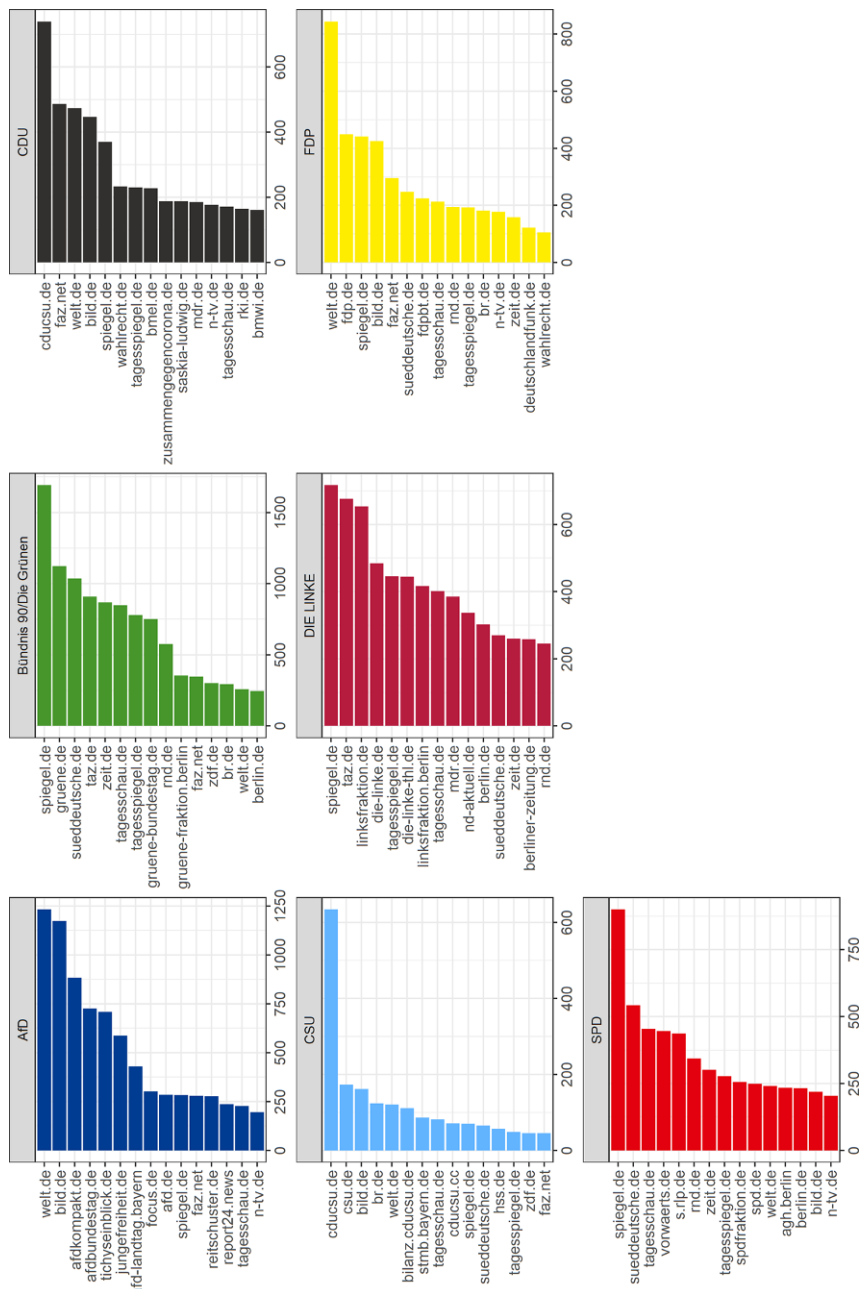 AfD
welt.de
bild.de
afdkompakt.de
afdbundestag.de
tichyseinblick.de
jungefreiheit.de
afd-landtag.bayern
focus.de
afd.de
spiegel.de
faz.net
reitschuster.de
report24.news
tagesschau.de
n-tv.de
0
250
500
750
1000
1250
Bündnis 90/Die Grünen
spiegel.de
gruene.de
sueddeutsche.de
taz.de
zeit.de
tagesschau.de
tagesspiegel.de
gruene-bundestag.de
rnd.de
gruene-fraktion.berlin
faz.net
zdf.de
br.de
welt.de
berlin.de
0
500
1000
1500
CDU
cducsu.de
faz.net
welt.de
bild.de
spiegel.de
wahlrecht.de
tagesspiegel.de
bmel.de
zusammengegencorona.de
saskia-ludwig.de
mdr.de
n-tv.de
tagesschau.de
rki.de
bmwi.de
0
200
400
600
CSU
cducsu.de
csu.de
bild.de
br.de
welt.de
bilanz.cducsu.de
stmb.bayern.de
tagesschau.de
cducsu.cc
spiegel.de
sueddeutsche.de
hss.de
tagesspiegel.de
zdf.de
faz.net
0
200
400
600
DIE LINKE
spiegel.de
taz.de
linksfraktion.de
die-linke.de
tagesspiegel.de
die-linke-thl.de
linksfraktion.berlin
tagesschau.de
mdr.de
nd-aktuell.de
berlin.de
sueddeutsche.de
zeit.de
berliner-zeitung.de
rnd.de
0
200
400
600
FDP
welt.de
fdp.de
spiegel.de
bild.de
faz.net
sueddeutsche.de
fdpbt.de
tagesschau.de
rnd.de
tagesspiegel.de
br.de
n-tv.de
zeit.de
deutschlandfunk.de
wahlrecht.de
0
200
400
600
800
SPD
spiegel.de
sueddeutsche.de
tagesschau.de
vorwaerts.de
s.rlp.de
rnd.de
zeit.de
tagesspiegel.de
spdfraktion.de
spd.de
welt.de
agh.berlin
berlin.de
bild.de
n-tv.de
0
250
500
750